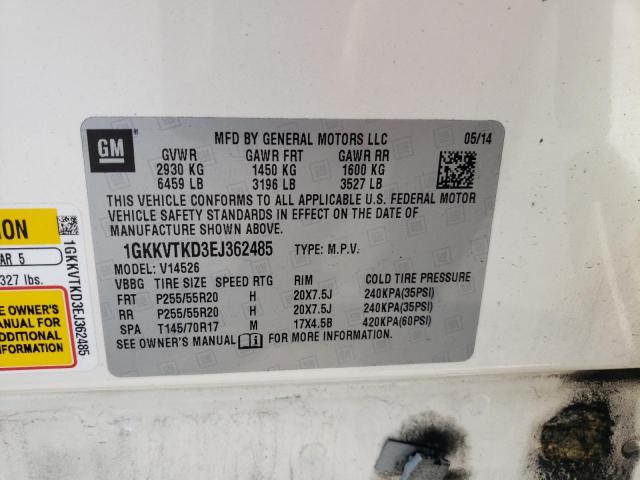 GM
MFD BY GENERAL MOTORS LLC 05/14
GVWR GAWR FRT GAWR RR
2930 KG 1450 KG 1600 KG
6459 LB 3196 LB 3527 LB
THIS VEHICLE CONFORMS TO ALL APPLICABLE U.S. FEDERAL MOTOR
VEHICLE SAFETY STANDARDS IN EFFECT ON THE DATE OF
MANUFACTURE SHOWN ABOVE.
1GKKVTKD3EJ362485 TYPE: M.P.V.
MODEL: V14526
VBBG TIRE SIZE SPEED RTG RIM COLD TIRE PRESSURE
FRT P255/55R20 H 20X7.5J 240KPA(35PSI)
RR P255/55R20 H 20X7.5J 240KPA(35PSI)
SPA T145/70R17 M 17X4.5B 420KPA(60PSI)
SEE OWNER'S MANUAL FOR MORE INFORMATION.
ION
AR 5
327 lbs.
E OWNER'S
ANUAL FOR
DDITIONAL
FORMATION
1GKKVTKD3EJ362485